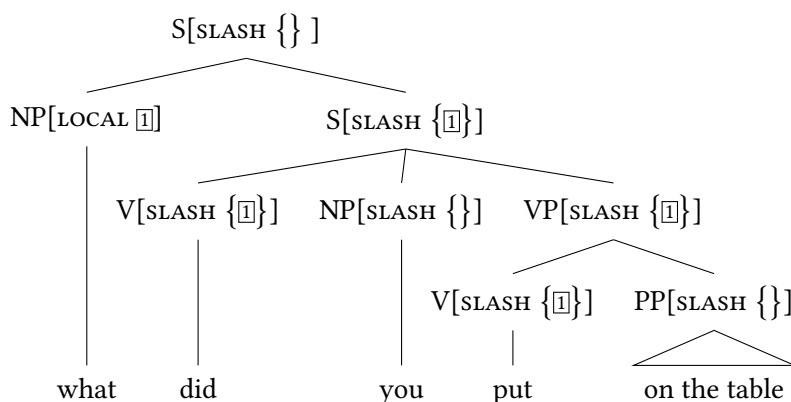 S[SLASH {} ]
NP[LOCAL 1] S[SLASH {1}]
V[SLASH {1}] NP[SLASH {}] VP[SLASH {1}]
V[SLASH {1}] PP[SLASH {}]
what did you put on the table